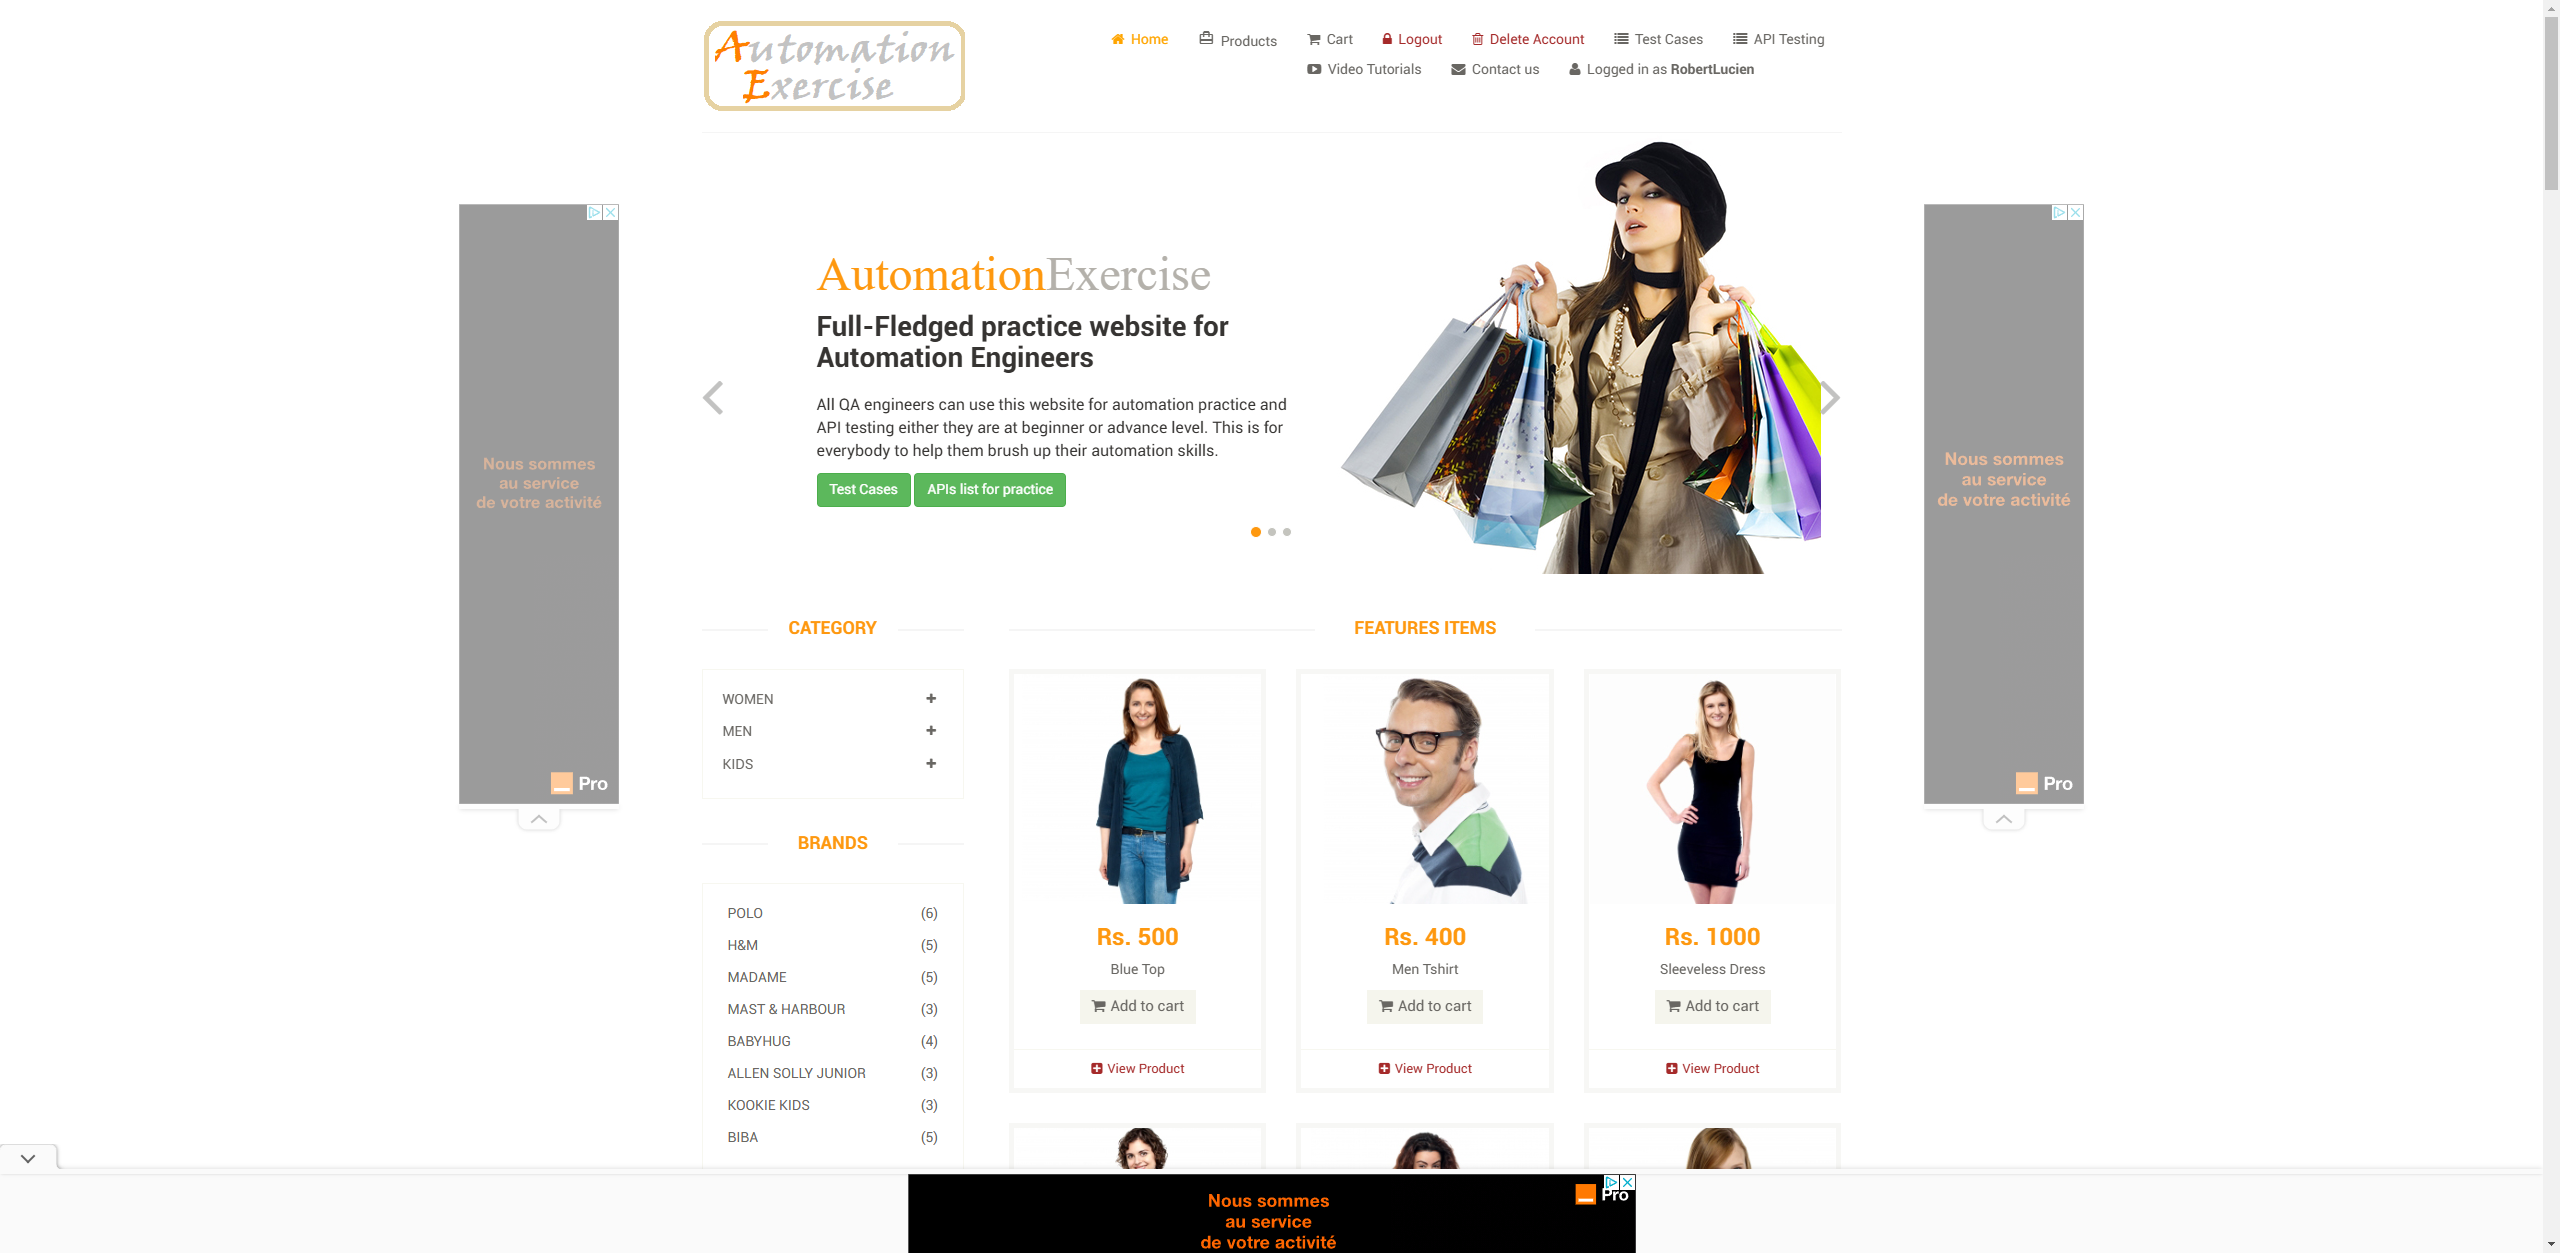 Automation
Exercise
Home
Products
Cart
Logout
Delete Account
Test Cases
API Testing
Video Tutorials
Contact us
Logged in as RobertLucien
AutomationExercise
Full-Fledged practice website for
Automation Engineers
All QA engineers can use this website for automation practice and
API testing either they are at beginner or advance level. This is for
everybody to help them brush up their automation skills.
Test Cases
APIs list for practice
Nous sommes
au service
de votre activité
Pro
Nous sommes
au service
de votre activité
Pro
CATEGORY
WOMEN
MEN
KIDS
BRANDS
POLO (6)
H&M (5)
MADAME (5)
MAST & HARBOUR (3)
BABYHUG (4)
ALLEN SOLLY JUNIOR (3)
KOOKIE KIDS (3)
BIBA (5)
FEATURES ITEMS
Rs. 500
Blue Top
Add to cart
View Product
Rs. 400
Men Tshirt
Add to cart
View Product
Rs. 1000
Sleeveless Dress
Add to cart
View Product
Nous sommes
au service
de votre activité
Pro